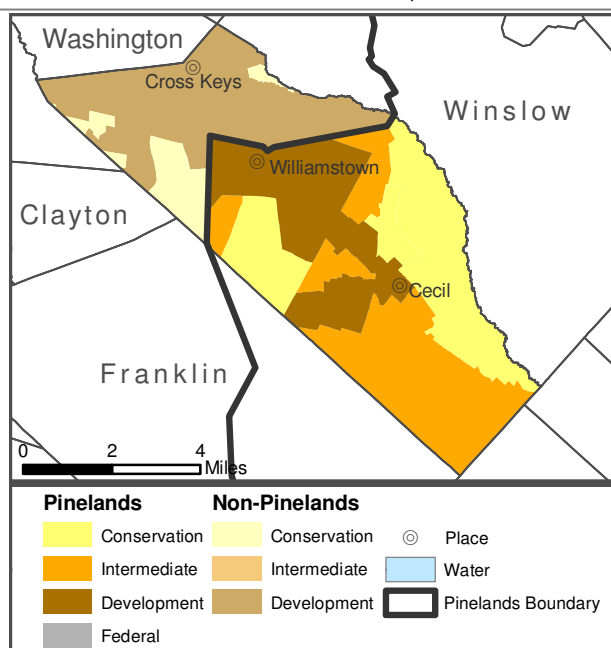 Washington
Cross Keys
Winslow
Williamstown
Clayton
Cecil
Franklin
0 2 4
Miles
Pinelands Non-Pinelands
Conservation Conservation Place
Intermediate Intermediate Water
Development Development Pinelands Boundary
Federal